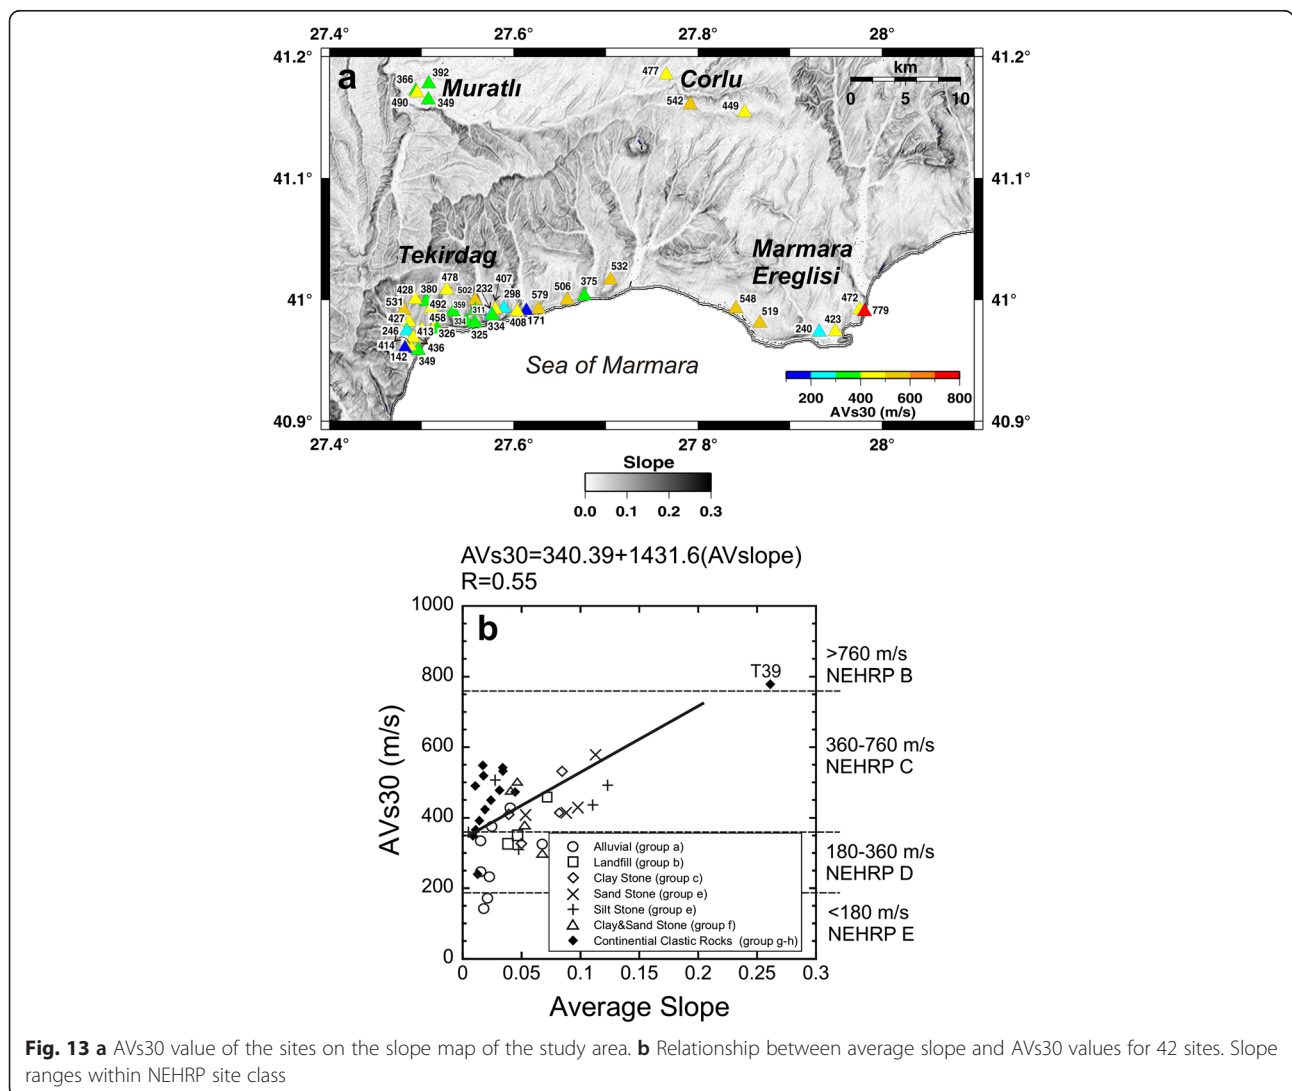 27.4° 27.6° 27.8° 28°
41.2° 41.2°
a
366 392 Muratlı
490 349
477 Corlu
542 449
km
0 5 10
41.1° 41.1°
Tekirdag
Marmara
Ereglisi
428 380 478 502 232 407 298 579 506 375 532
41° 41°
531 492 359 311
427 458 334 334 408 171
246 413 326 325
414 436
142 349
548 519 240 423 472 779
Sea of Marmara
200 400 600 800
AVs30 (m/s)
40.9° 40.9°
27.4° 27.6° 27 8° 28°
Slope
0.0 0.1 0.2 0.3
AVs30=340.39+1431.6(AVslope)
R=0.55
b
1000
800
600
400
200
0
AVs30 (m/s)
T39
>760 m/s
NEHRP B
360-760 m/s
NEHRP C
180-360 m/s
NEHRP D
<180 m/s
NEHRP E
Alluvial (group a)
Landfill (group b)
Clay Stone (group c)
Sand Stone (group e)
Silt Stone (group e)
Clay&Sand Stone (group f)
Continential Clastic Rocks (group g-h)
0 0.05 0.1 0.15 0.2 0.25 0.3
Average Slope
Fig. 13 a AVs30 value of the sites on the slope map of the study area. b Relationship between average slope and AVs30 values for 42 sites. Slope
ranges within NEHRP site class